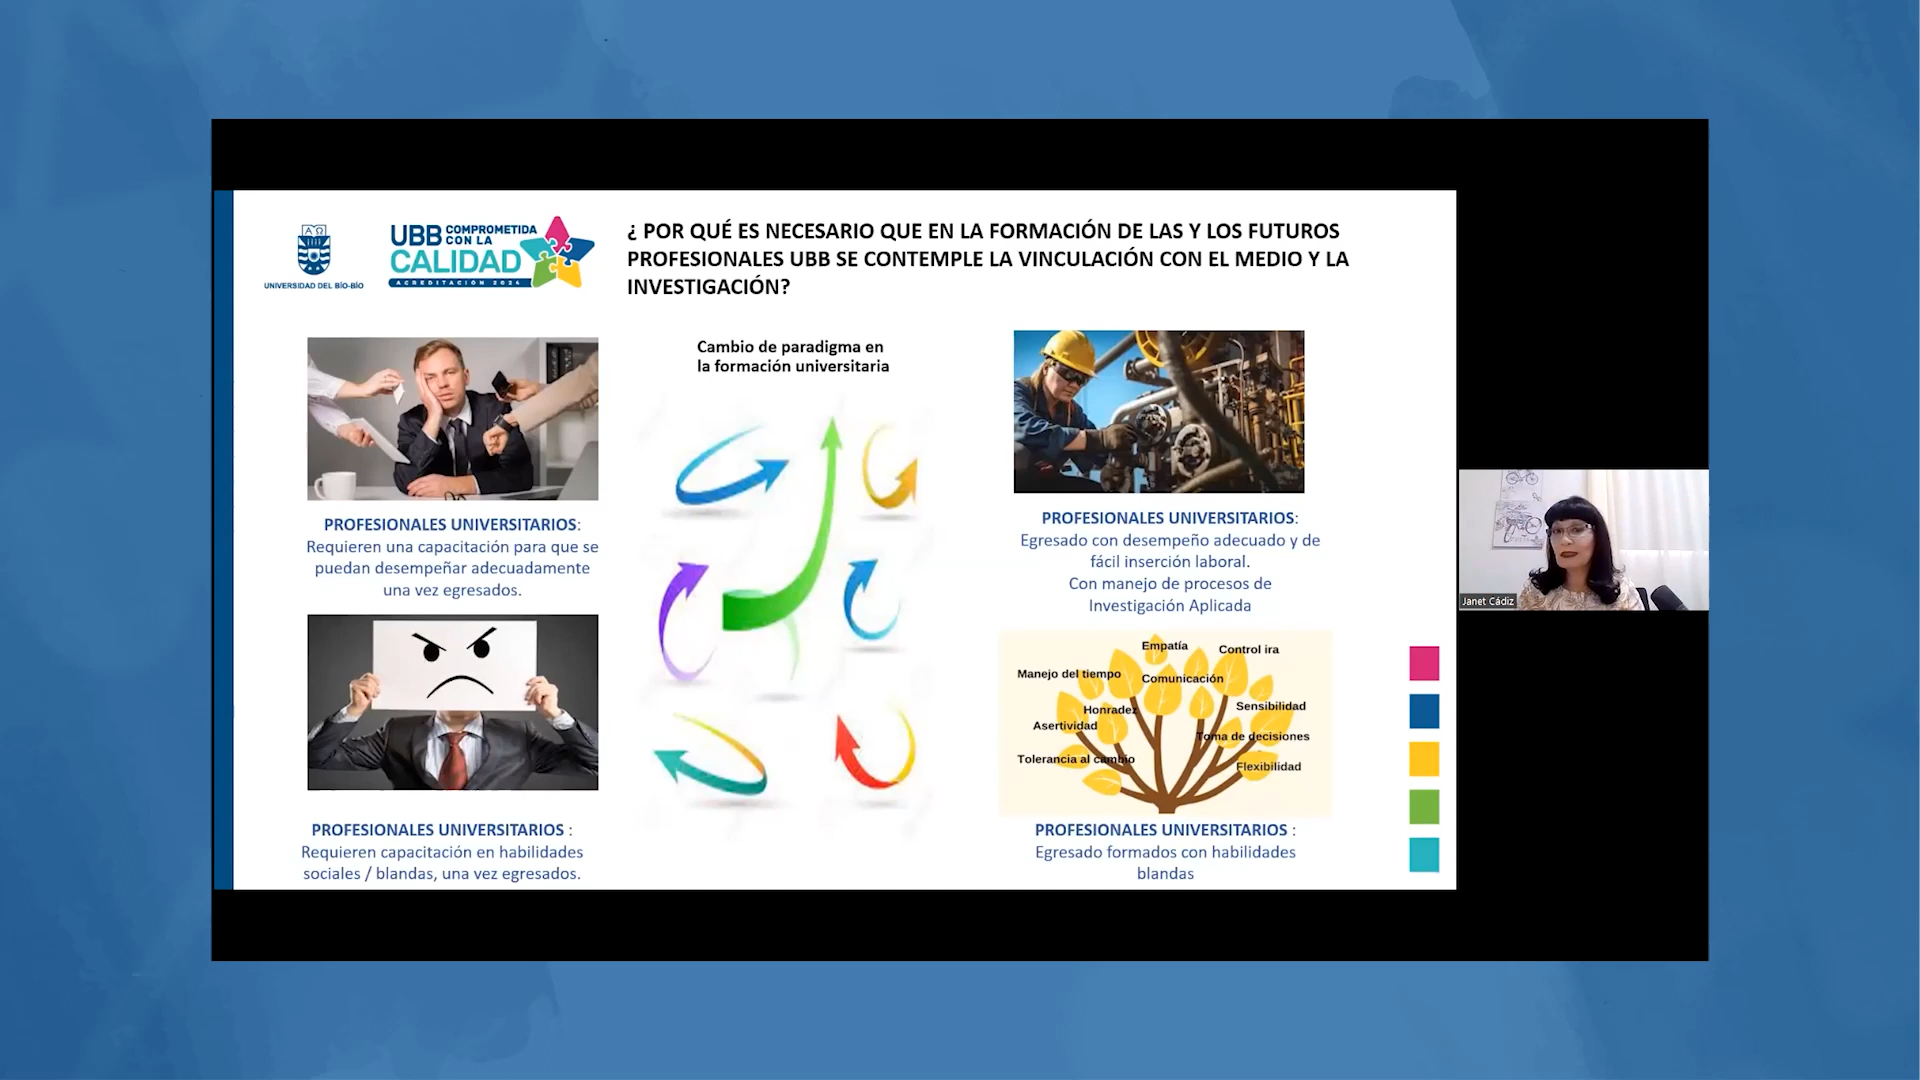 UNIVERSIDAD DEL BÍO-BÍO
UBB COMPROMETIDA
CON LA
CALIDAD
ACREDITACIÓN 2024
¿ POR QUÉ ES NECESARIO QUE EN LA FORMACIÓN DE LAS Y LOS FUTUROS
PROFESIONALES UBB SE CONTEMPLE LA VINCULACIÓN CON EL MEDIO Y LA
INVESTIGACIÓN?
PROFESIONALES UNIVERSITARIOS:
Requieren una capacitación para que se
puedan desempeñar adecuadamente
una vez egresados.
PROFESIONALES UNIVERSITARIOS :
Requieren capacitación en habilidades
sociales / blandas, una vez egresados.
Cambio de paradigma en
la formación universitaria
PROFESIONALES UNIVERSITARIOS:
Egresado con desempeño adecuado y de
fácil inserción laboral.
Con manejo de procesos de
Investigación Aplicada
Empatía
Control ira
Manejo del tiempo
Comunicación
Honradez
Sensibilidad
Asertividad
Toma de decisiones
Tolerancia al cambio
Flexibilidad
PROFESIONALES UNIVERSITARIOS :
Egresado formados con habilidades
blandas
Janet Cádiz